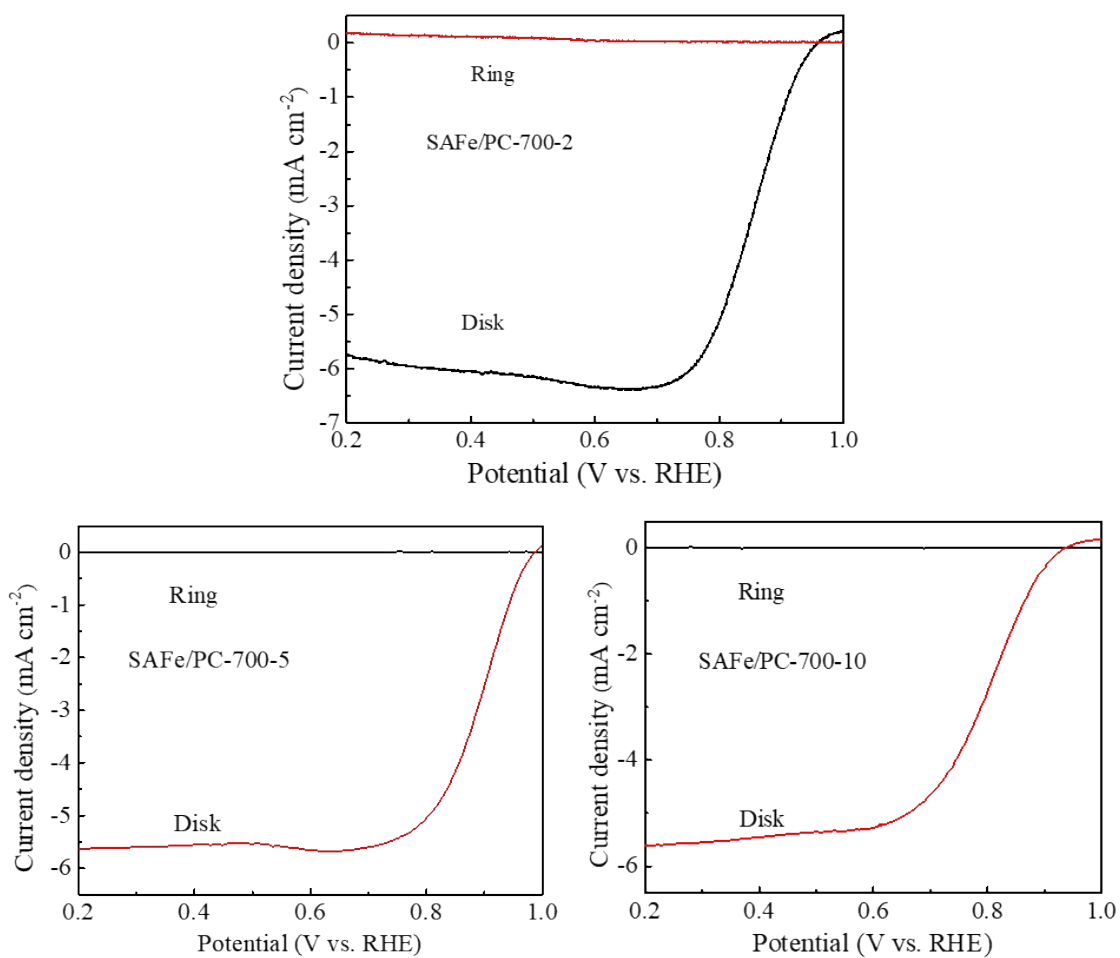 0
-1
-2
-3
-4
-5
-6
-7
Current density (mA cm⁻²)
Ring
SAFe/PC-700-2
Disk
0.2 0.4 0.6 0.8 1.0
Potential (V vs. RHE)
0
-1
-2
-3
-4
-5
-6
Current density (mA cm⁻²)
Ring
SAFe/PC-700-5
Disk
0.2 0.4 0.6 0.8 1.0
Potential (V vs. RHE)
0
-2
-4
-6
Current density (mA cm⁻²)
Ring
SAFe/PC-700-10
Disk
0.2 0.4 0.6 0.8 1.0
Potential (V vs. RHE)